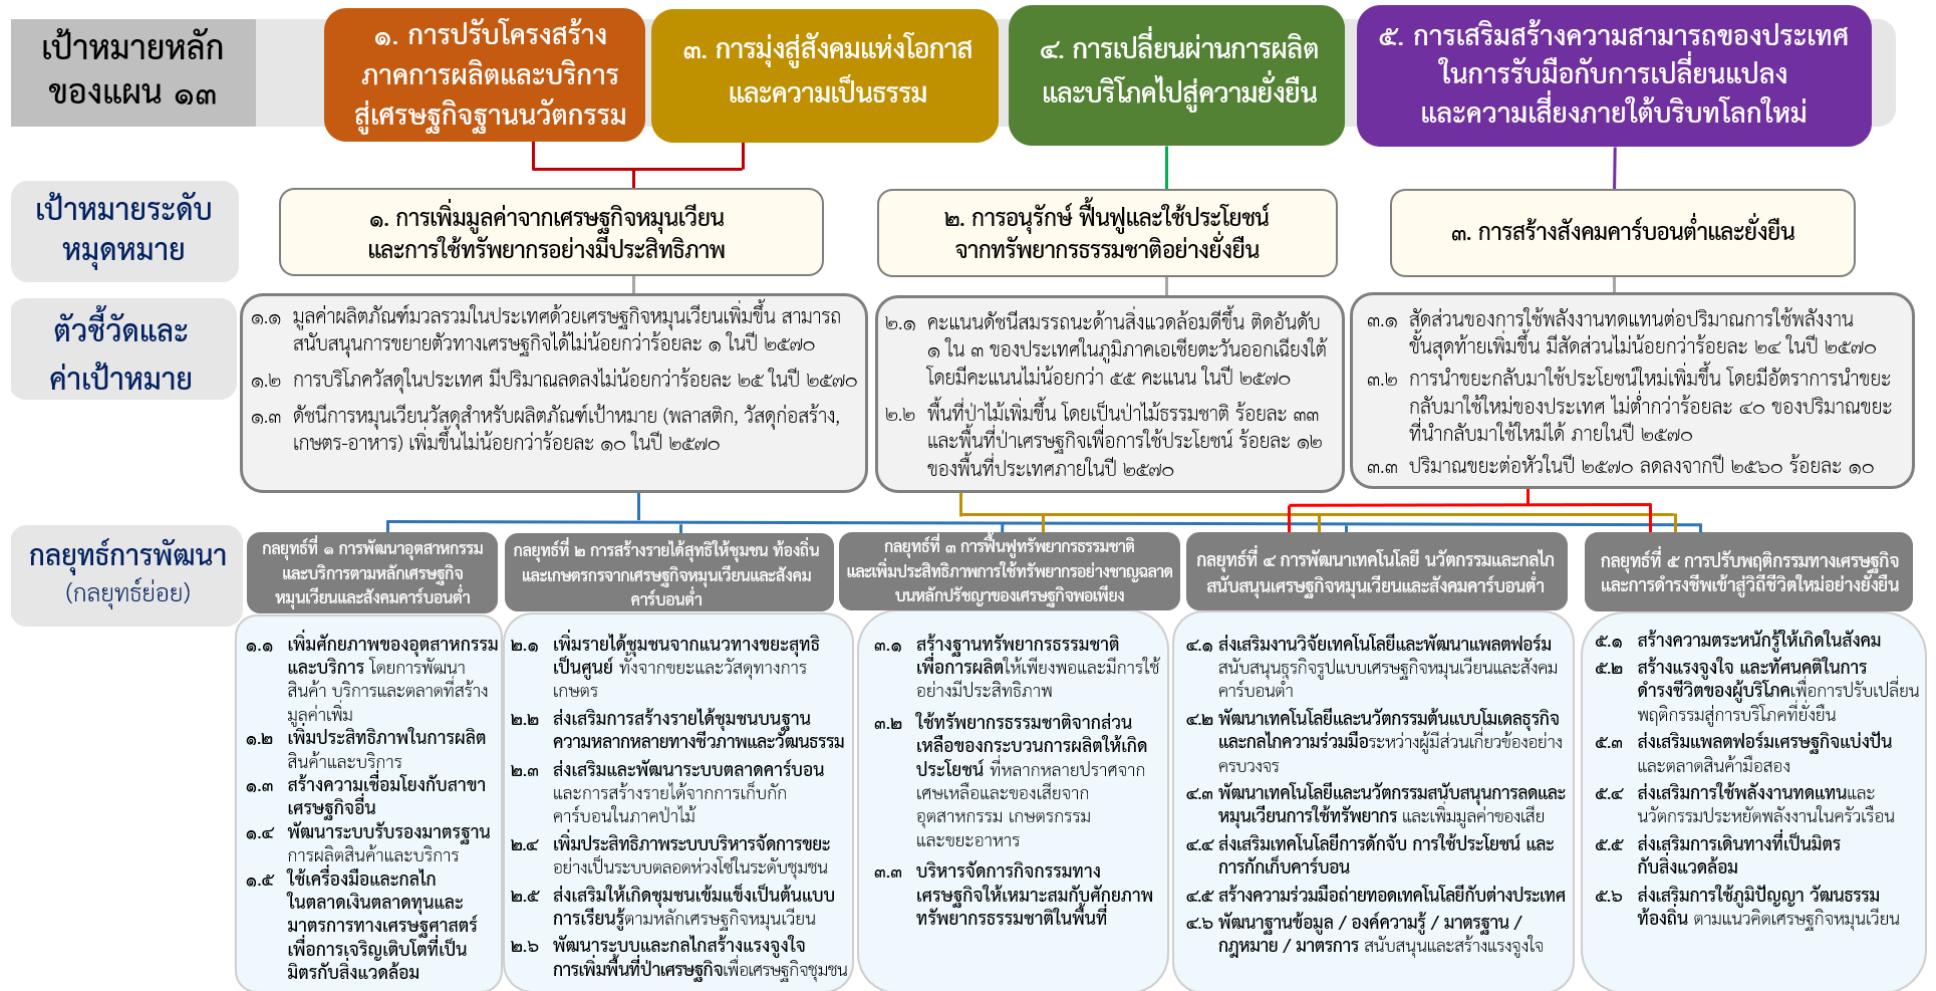 เป้าหมายหลัก
ของแผน ๑๓
๑. การปรับโครงสร้าง
ภาคการผลิตและบริการ
สู่เศรษฐกิจฐานนวัตกรรม
๓. การมุ่งสู่สังคมแห่งโอกาส
และความเป็นธรรม
๔. การเปลี่ยนผ่านการผลิต
และบริโภคไปสู่ความยั่งยืน
๕. การเสริมสร้างความสามารถของประเทศ
ในการรับมือกับการเปลี่ยนแปลง
และความเสี่ยงภายใต้บริบทโลกใหม่
เป้าหมายระดับ
หมุดหมาย
๑. การเพิ่มมูลค่าจากเศรษฐกิจหมุนเวียน
และการใช้ทรัพยากรอย่างมีประสิทธิภาพ
๒. การอนุรักษ์ ฟื้นฟูและใช้ประโยชน์
จากทรัพยากรธรรมชาติอย่างยั่งยืน
๓. การสร้างสังคมคาร์บอนต่ำและยั่งยืน
ตัวชี้วัดและ
ค่าเป้าหมาย
๑.๑ มูลค่าผลิตภัณฑ์มวลรวมในประเทศด้วยเศรษฐกิจหมุนเวียนเพิ่มขึ้น สามารถ
สนับสนุนการขยายตัวทางเศรษฐกิจได้ไม่น้อยกว่าร้อยละ ๑ ในปี ๒๕๗๐
๑.๒ การบริโภควัสดุในประเทศ มีปริมาณลดลงไม่น้อยกว่าร้อยละ ๒๕ ในปี ๒๕๗๐
๑.๓ ดัชนีการหมุนเวียนวัสดุสำหรับผลิตภัณฑ์เป้าหมาย (พลาสติก, วัสดุก่อสร้าง,
เกษตร-อาหาร) เพิ่มขึ้นไม่น้อยกว่าร้อยละ ๑๐ ในปี ๒๕๗๐
๒.๑ คะแนนดัชนีสมรรถนะด้านสิ่งแวดล้อมดีขึ้น ติดอันดับ
๑ ใน ๓ ของประเทศในภูมิภาคเอเชียตะวันออกเฉียงใต้
โดยมีคะแนนไม่น้อยกว่า ๕๕ คะแนน ในปี ๒๕๗๐
๒.๒ พื้นที่ป่าไม้เพิ่มขึ้น โดยเป็นป่าไม้ธรรมชาติ ร้อยละ ๓๓
และพื้นที่ป่าเศรษฐกิจเพื่อการใช้ประโยชน์ ร้อยละ ๑๒
ของพื้นที่ประเทศภายในปี ๒๕๗๐
๓.๑ สัดส่วนของการใช้พลังงานทดแทนต่อปริมาณการใช้พลังงาน
ขั้นสุดท้ายเพิ่มขึ้น มีสัดส่วนไม่น้อยกว่าร้อยละ ๒๔ ในปี ๒๕๗๐
๓.๒ การนำขยะกลับมาใช้ประโยชน์ใหม่เพิ่มขึ้น โดยมีอัตราการนำขยะ
กลับมาใช้ใหม่ของประเทศ ไม่ต่ำกว่าร้อยละ ๔๐ ของปริมาณขยะ
ที่นำกลับมาใช้ใหม่ได้ ภายในปี ๒๕๗๐
๓.๓ ปริมาณขยะต่อหัวในปี ๒๕๗๐ ลดลงจากปี ๒๕๖๐ ร้อยละ ๑๐
กลยุทธ์การพัฒนา
(กลยุทธ์ย่อย)
กลยุทธ์ที่ ๑ การพัฒนาอุตสาหกรรม
และบริการตามหลักเศรษฐกิจ
หมุนเวียนและสังคมคาร์บอนต่ำ
กลยุทธ์ที่ ๒ การสร้างรายได้สุทธิให้ชุมชน ท้องถิ่น
และเกษตรกรจากเศรษฐกิจหมุนเวียนและสังคม
คาร์บอนต่ำ
กลยุทธ์ที่ ๓ การฟื้นฟูทรัพยากรธรรมชาติ
และเพิ่มประสิทธิภาพการใช้ทรัพยากรอย่างชาญฉลาด
บนหลักปรัชญาของเศรษฐกิจพอเพียง
กลยุทธ์ที่ ๔ การพัฒนาเทคโนโลยี นวัตกรรมและกลไก
สนับสนุนเศรษฐกิจหมุนเวียนและสังคมคาร์บอนต่ำ
กลยุทธ์ที่ ๕ การปรับพฤติกรรมทางเศรษฐกิจ
และการดำรงชีพเข้าสู่วิถีชีวิตใหม่อย่างยั่งยืน
๑.๑ เพิ่มศักยภาพของอุตสาหกรรม
และบริการ โดยการพัฒนา
สินค้า บริการและตลาดที่สร้าง
มูลค่าเพิ่ม
๑.๒ เพิ่มประสิทธิภาพในการผลิต
สินค้าและบริการ
๑.๓ สร้างความเชื่อมโยงกับสาขา
เศรษฐกิจอื่น
๑.๔ พัฒนาระบบรับรองมาตรฐาน
การผลิตสินค้าและบริการ
๑.๕ ใช้เครื่องมือและกลไก
ในตลาดเงินตลาดทุนและ
มาตรการทางเศรษฐศาสตร์
เพื่อการเจริญเติบโตที่เป็น
มิตรกับสิ่งแวดล้อม
๒.๑ เพิ่มรายได้ชุมชนจากแนวทางขยะสุทธิ
เป็นศูนย์ ทั้งจากขยะและวัสดุทางการ
เกษตร
๒.๒ ส่งเสริมการสร้างรายได้ชุมชนบนฐาน
ความหลากหลายทางชีวภาพและวัฒนธรรม
๒.๓ ส่งเสริมและพัฒนาระบบตลาดคาร์บอน
และการสร้างรายได้จากการเก็บกัก
คาร์บอนในภาคป่าไม้
๒.๔ เพิ่มประสิทธิภาพระบบบริหารจัดการขยะ
อย่างเป็นระบบตลอดห่วงโซ่ในระดับชุมชน
๒.๕ ส่งเสริมให้เกิดชุมชนเข้มแข็งเป็นต้นแบบ
การเรียนรู้ตามหลักเศรษฐกิจหมุนเวียน
๒.๖ พัฒนาระบบและกลไกสร้างแรงจูงใจ
การเพิ่มพื้นที่ป่าเศรษฐกิจเพื่อเศรษฐกิจชุมชน
๓.๑ สร้างฐานทรัพยากรธรรมชาติ
เพื่อการผลิตให้เพียงพอและมีการใช้
อย่างมีประสิทธิภาพ
๓.๒ ใช้ทรัพยากรธรรมชาติจากส่วน
เหลือของกระบวนการผลิตให้เกิด
ประโยชน์ ที่หลากหลายปราศจาก
เศษเหลือและของเสียจาก
อุตสาหกรรม เกษตรกรรม
และขยะอาหาร
๓.๓ บริหารจัดการกิจกรรมทาง
เศรษฐกิจให้เหมาะสมกับศักยภาพ
ทรัพยากรธรรมชาติในพื้นที่
๔.๑ ส่งเสริมงานวิจัยเทคโนโลยีและพัฒนาแพลตฟอร์ม
สนับสนุนธุรกิจรูปแบบเศรษฐกิจหมุนเวียนและสังคม
คาร์บอนต่ำ
๔.๒ พัฒนาเทคโนโลยีและนวัตกรรมต้นแบบโมเดลธุรกิจ
และกลไกความร่วมมือระหว่างผู้มีส่วนเกี่ยวข้องอย่าง
ครบวงจร
๔.๓ พัฒนาเทคโนโลยีและนวัตกรรมสนับสนุนการลดและ
หมุนเวียนการใช้ทรัพยากร และเพิ่มมูลค่าของเสีย
๔.๔ ส่งเสริมเทคโนโลยีการดักจับ การใช้ประโยชน์ และ
การกักเก็บคาร์บอน
๔.๕ สร้างความร่วมมือถ่ายทอดเทคโนโลยีกับต่างประเทศ
๔.๖ พัฒนาฐานข้อมูล / องค์ความรู้ / มาตรฐาน /
กฎหมาย / มาตรการ สนับสนุนและสร้างแรงจูงใจ
๕.๑ สร้างความตระหนักรู้ให้เกิดในสังคม
๕.๒ สร้างแรงจูงใจ และทัศนคติในการ
ดำรงชีวิตของผู้บริโภคเพื่อการปรับเปลี่ยน
พฤติกรรมสู่การบริโภคที่ยั่งยืน
๕.๓ ส่งเสริมแพลตฟอร์มเศรษฐกิจแบ่งปัน
และตลาดสินค้ามือสอง
๕.๔ ส่งเสริมการใช้พลังงานทดแทนและ
นวัตกรรมประหยัดพลังงานในครัวเรือน
๕.๕ ส่งเสริมการเดินทางที่เป็นมิตร
กับสิ่งแวดล้อม
๕.๖ ส่งเสริมการใช้ภูมิปัญญา วัฒนธรรม
ท้องถิ่น ตามแนวคิดเศรษฐกิจหมุนเวียน